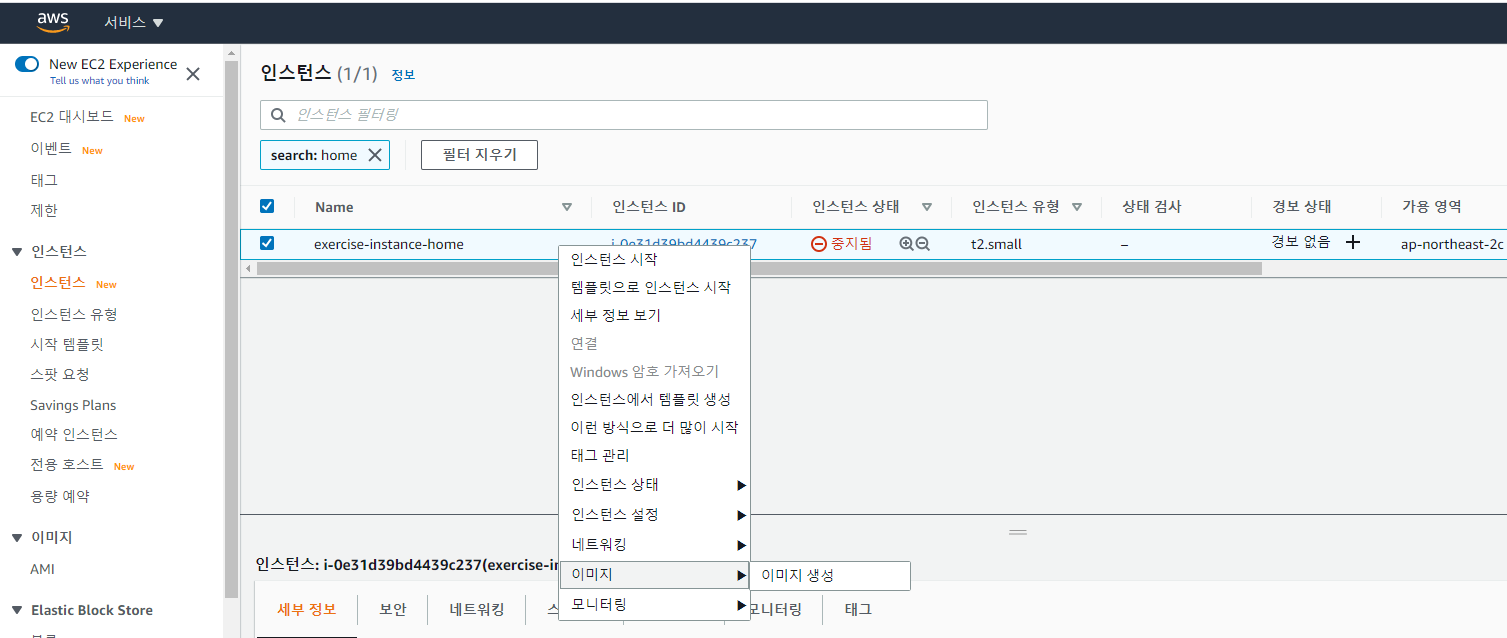 aws 서비스
New EC2 Experience
Tell us what you think
EC2 대시보드 New
이벤트 New
태그
제한
인스턴스
인스턴스 New
인스턴스 유형
시작 템플릿
스팟 요청
Savings Plans
예약 인스턴스
전용 호스트 New
용량 예약
이미지
AMI
Elastic Block Store
인스턴스 (1/1) 정보
인스턴스 필터링
search: home 필터 지우기
Name 인스턴스 ID 인스턴스 상태 인스턴스 유형 상태 검사 경보 상태 가용 영역
exercise-instance-home i-0e31d39bd4439c237 중지됨 t2.small – 경보 없음 ap-northeast-2c
인스턴스 시작
템플릿으로 인스턴스 시작
세부 정보 보기
연결
Windows 암호 가져오기
인스턴스에서 템플릿 생성
이런 방식으로 더 많이 시작
태그 관리
인스턴스 상태
인스턴스 설정
네트워킹
이미지 이미지 생성
모니터링
인스턴스: i-0e31d39bd4439c237(exercise-in
세부 정보 보안 네트워킹 모니터링 태그